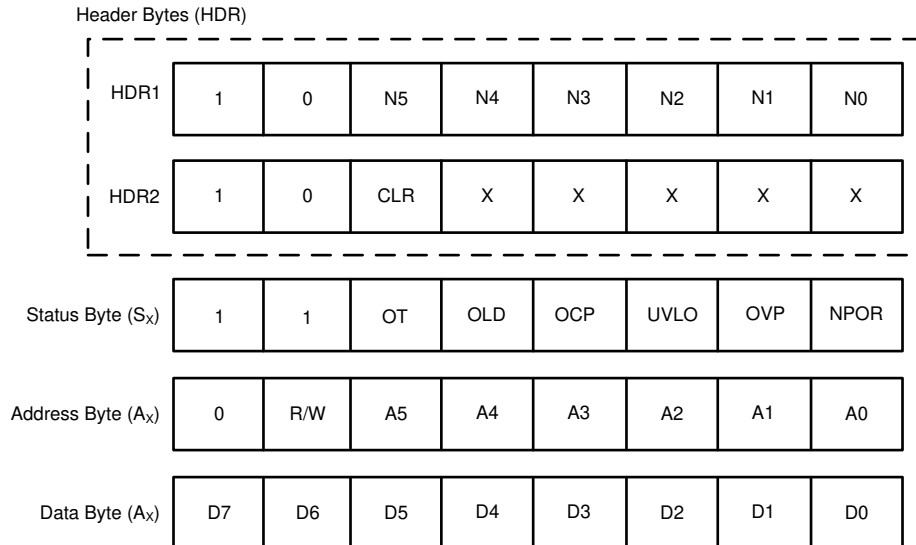 Header Bytes (HDR)
HDR1 1 0 N5 N4 N3 N2 N1 N0
HDR2 1 0 CLR X X X X X
Status Byte (SX) 1 1 OT OLD OCP UVLO OVP NPOR
Address Byte (AX) 0 R/W A5 A4 A3 A2 A1 A0
Data Byte (AX) D7 D6 D5 D4 D3 D2 D1 D0